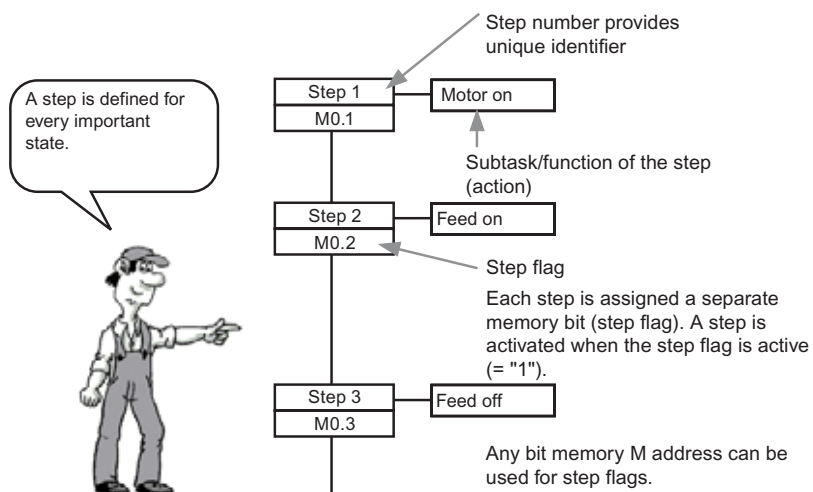 Step number provides
unique identifier
A step is defined for
every important
state.
Step 1
Motor on
M0.1
Subtask/function of the step
(action)
Step 2
Feed on
M0.2
Step flag
Each step is assigned a separate
memory bit (step flag). A step is
activated when the step flag is active
(= "1").
Step 3
Feed off
M0.3
Any bit memory M address can be
used for step flags.